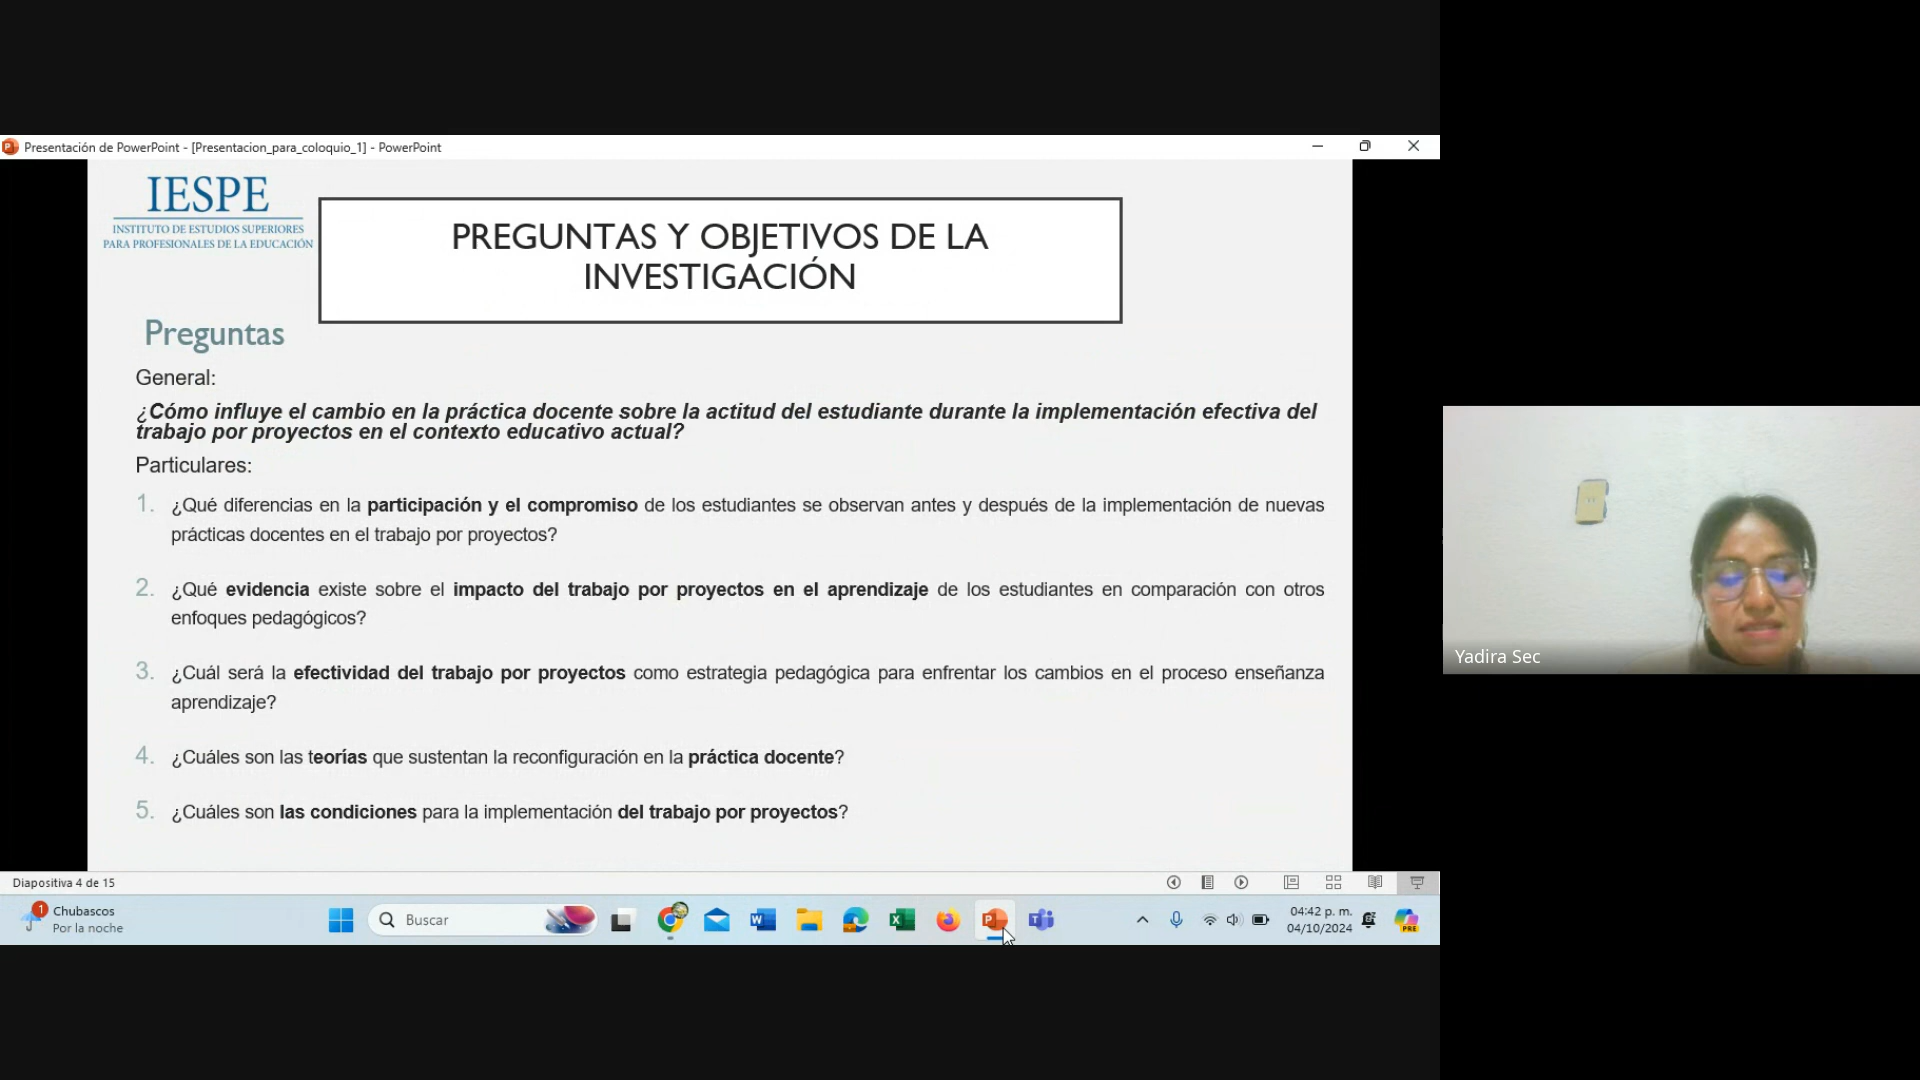 Presentación de PowerPoint - [Presentacion_para_coloquio_1] - PowerPoint
IESPE
INSTITUTO DE ESTUDIOS SUPERIORES
PARA PROFESIONALES DE LA EDUCACIÓN
PREGUNTAS Y OBJETIVOS DE LA
INVESTIGACIÓN
Preguntas
General:
¿Cómo influye el cambio en la práctica docente sobre la actitud del estudiante durante la implementación efectiva del
trabajo por proyectos en el contexto educativo actual?
Particulares:
1. ¿Qué diferencias en la participación y el compromiso de los estudiantes se observan antes y después de la implementación de nuevas
prácticas docentes en el trabajo por proyectos?
2. ¿Qué evidencia existe sobre el impacto del trabajo por proyectos en el aprendizaje de los estudiantes en comparación con otros
enfoques pedagógicos?
3. ¿Cuál será la efectividad del trabajo por proyectos como estrategia pedagógica para enfrentar los cambios en el proceso enseñanza
aprendizaje?
4. ¿Cuáles son las teorías que sustentan la reconfiguración en la práctica docente?
5. ¿Cuáles son las condiciones para la implementación del trabajo por proyectos?
Yadira Sec
Diapositiva 4 de 15
1
Chubascos
Por la noche
Buscar
04:42 p. m.
04/10/2024
PRE